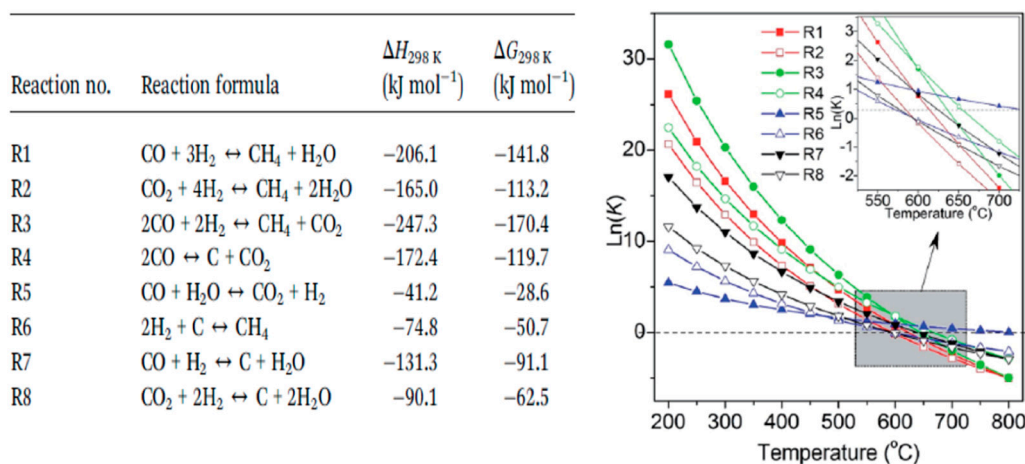 Reaction no. Reaction formula ΔH298 K (kJ mol−1) ΔG298 K (kJ mol−1)
R1 CO + 3H2 ↔ CH4 + H2O −206.1 −141.8
R2 CO2 + 4H2 ↔ CH4 + 2H2O −165.0 −113.2
R3 2CO + 2H2 ↔ CH4 + CO2 −247.3 −170.4
R4 2CO ↔ C + CO2 −172.4 −119.7
R5 CO + H2O ↔ CO2 + H2 −41.2 −28.6
R6 2H2 + C ↔ CH4 −74.8 −50.7
R7 CO + H2 ↔ C + H2O −131.3 −91.1
R8 CO2 + 2H2 ↔ C + 2H2O −90.1 −62.5
Ln(K)
30
20
10
0
200 300 400 500 600 700 800
Temperature (°C)
R1
R2
R3
R4
R5
R6
R7
R8
Ln(K)
3
2
1
0
-1
-2
550 600 650 700
Temperature (°C)